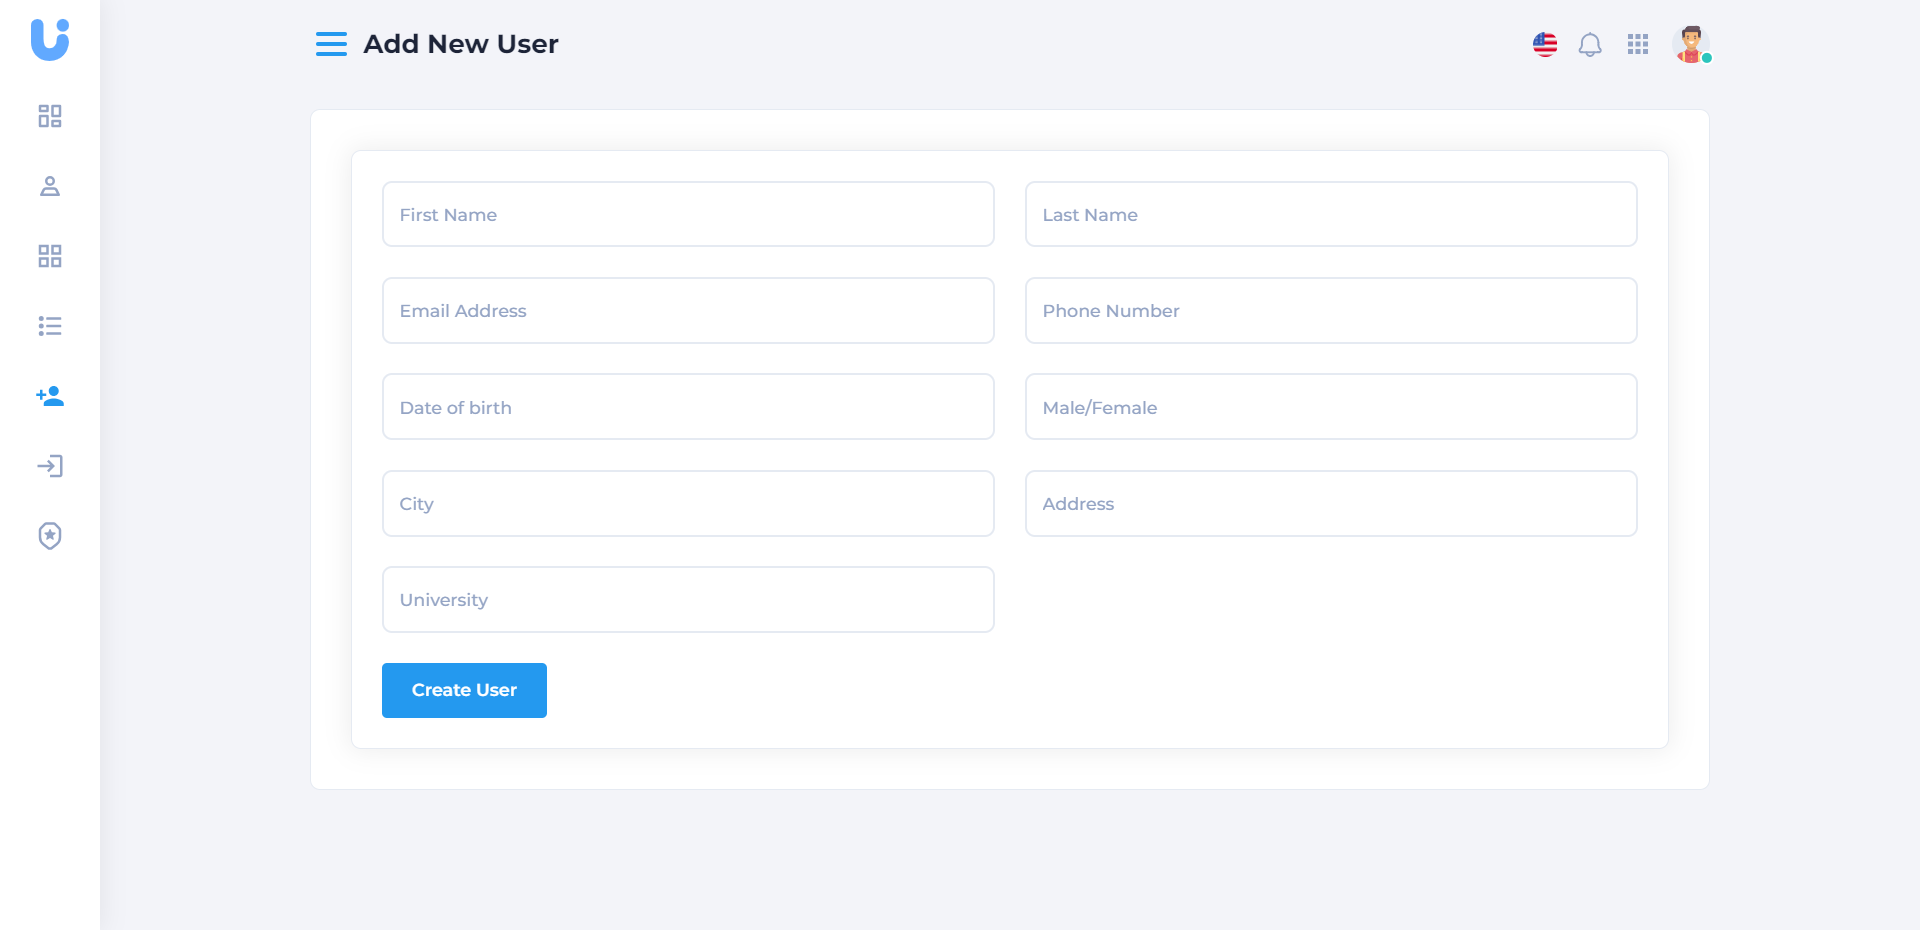 Add New User
First Name
Last Name
Email Address
Phone Number
Date of birth
Male/Female
City
Address
University
Create User